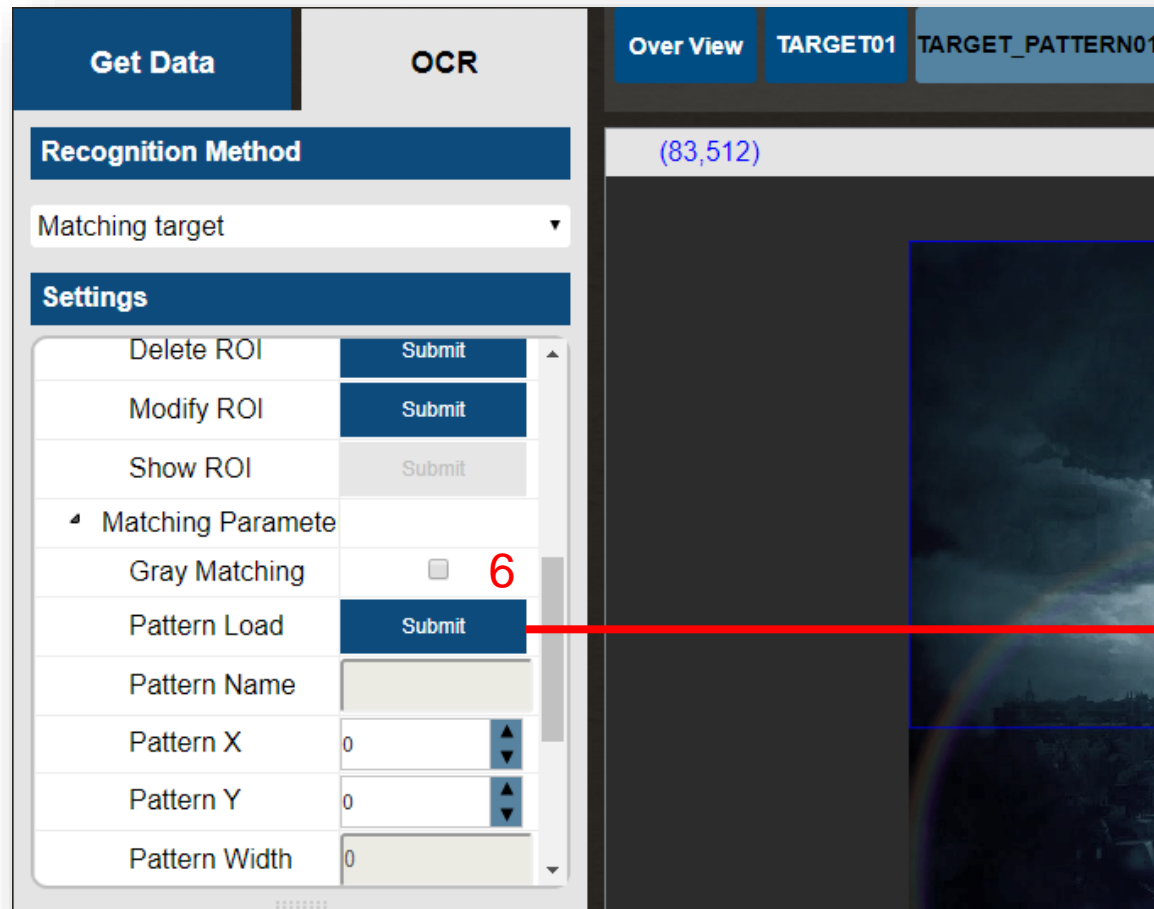 Get Data
OCR
Over View
TARGET01
TARGET_PATTERN01
Recognition Method
(83,512)
Matching target
Settings
Delete ROI Submit
Modify ROI Submit
Show ROI Submit
Matching Paramete
Gray Matching 6
Pattern Load Submit
Pattern Name
Pattern X 0
Pattern Y 0
Pattern Width 0